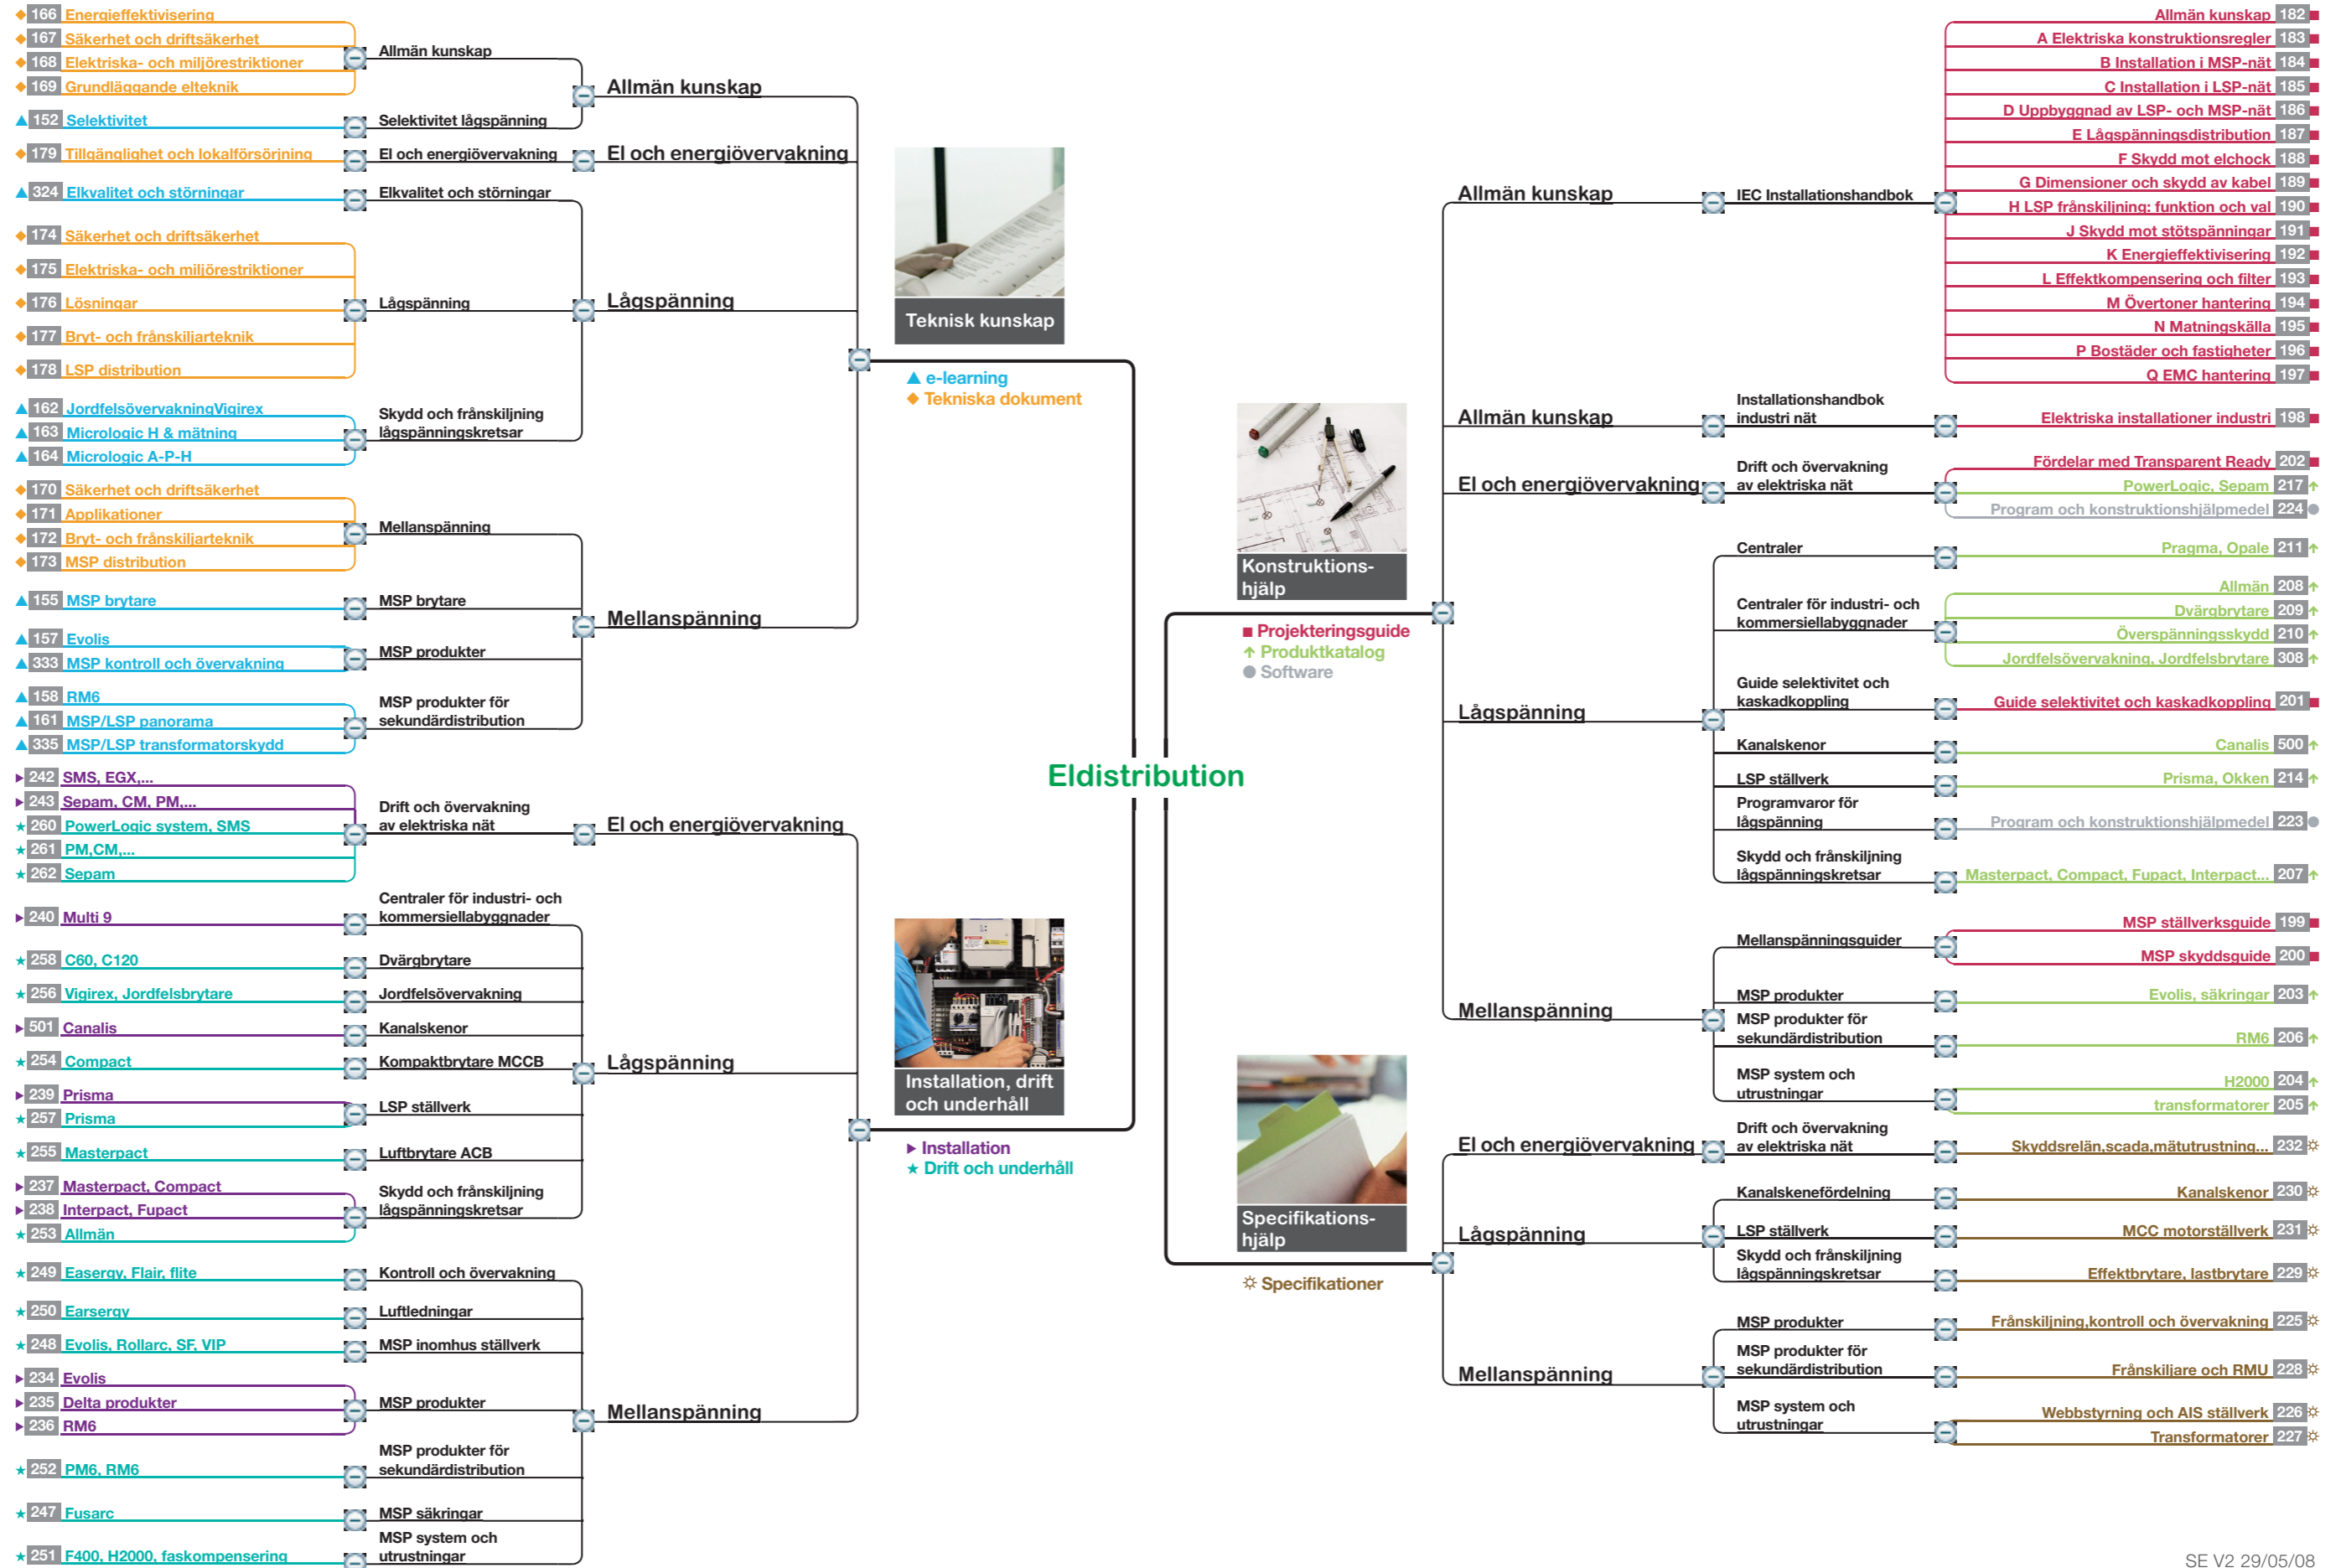 166 Energieffektivisering
167 Säkerhet och driftsäkerhet
168 Elektriska- och miljörestriktioner
169 Grundläggande elteknik
Allmän kunskap
152 Selektivitet
Selektivitet lågspänning
Allmän kunskap
179 Tillgänglighet och lokalförsörjning
El och energiövervakning
El och energiövervakning
324 Elkvalitet och störningar
Elkvalitet och störningar
174 Säkerhet och driftsäkerhet
175 Elektriska- och miljörestriktioner
176 Lösningar
177 Bryt- och frånskiljarteknik
178 LSP distribution
Lågspänning
Lågspänning
162 JordfelsövervakningVigirex
163 Micrologic H & mätning
164 Micrologic A-P-H
Skydd och frånskiljning
lågspänningskretsar
170 Säkerhet och driftsäkerhet
171 Applikationer
172 Bryt- och frånskiljarteknik
173 MSP distribution
Mellanspänning
155 MSP brytare
MSP brytare
Mellanspänning
157 Evolis
333 MSP kontroll och övervakning
MSP produkter
158 RM6
161 MSP/LSP panorama
335 MSP/LSP transformatorskydd
MSP produkter för
sekundärdistribution
Teknisk kunskap
e-learning
Tekniska dokument
242 SMS, EGX,...
243 Sepam, CM, PM,...
260 PowerLogic system, SMS
261 PM,CM,...
262 Sepam
Drift och övervakning
av elektriska nät
El och energiövervakning
240 Multi 9
Centraler för industri- och
kommersiellabyggnader
258 C60, C120
Dvärgbrytare
256 Vigirex, Jordfelsbrytare
Jordfelsövervakning
501 Canalis
Kanalskenor
254 Compact
Kompaktbrytare MCCB
Lågspänning
239 Prisma
257 Prisma
LSP ställverk
255 Masterpact
Luftbrytare ACB
237 Masterpact, Compact
238 Interpact, Fupact
253 Allmän
Skydd och frånskiljning
lågspänningskretsar
249 Easergy, Flair, flite
Kontroll och övervakning
250 Earsergy
Luftledningar
248 Evolis, Rollarc, SF, VIP
MSP inomhus ställverk
234 Evolis
235 Delta produkter
236 RM6
MSP produkter
Mellanspänning
252 PM6, RM6
MSP produkter för
sekundärdistribution
247 Fusarc
MSP säkringar
251 F400, H2000, faskompensering
MSP system och
utrustningar
Installation, drift
och underhåll
Installation
Drift och underhåll
Eldistribution
Konstruktions-
hjälp
Projekteringsguide
Produktkatalog
Software
Allmän kunskap
IEC Installationshandbok
Allmän kunskap 182
A Elektriska konstruktionsregler 183
B Installation i MSP-nät 184
C Installation i LSP-nät 185
D Uppbyggnad av LSP- och MSP-nät 186
E Lågspänningsdistribution 187
F Skydd mot elchock 188
G Dimensioner och skydd av kabel 189
H LSP frånskiljning: funktion och val 190
J Skydd mot stötspänningar 191
K Energieffektivisering 192
L Effektkompensering och filter 193
M Övertoner hantering 194
N Matningskälla 195
P Bostäder och fastigheter 196
Q EMC hantering 197
Allmän kunskap
Installationshandbok
industri nät
Elektriska installationer industri 198
El och energiövervakning
Drift och övervakning
av elektriska nät
Fördelar med Transparent Ready 202
PowerLogic, Sepam 217
Program och konstruktionshjälpmedel 224
Lågspänning
Centraler
Pragma, Opale 211
Centraler för industri- och
kommersiellabyggnader
Allmän 208
Dvärgbrytare 209
Överspänningsskydd 210
Jordfelsövervakning, Jordfelsbrytare 308
Guide selektivitet och
kaskadkoppling
Guide selektivitet och kaskadkoppling 201
Kanalskenor
Canalis 500
LSP ställverk
Prisma, Okken 214
Programvaror för
lågspänning
Program och konstruktionshjälpmedel 223
Skydd och frånskiljning
lågspänningskretsar
Masterpact, Compact, Fupact, Interpact... 207
Mellanspänning
Mellanspänningsguider
MSP ställverksguide 199
MSP skyddsguide 200
MSP produkter
Evolis, säkringar 203
MSP produkter för
sekundärdistribution
RM6 206
MSP system och
utrustningar
H2000 204
transformatorer 205
Specifikations-
hjälp
Specifikationer
El och energiövervakning
Drift och övervakning
av elektriska nät
Skyddsrelän,scada,mätutrustning... 232
Lågspänning
Kanalskenefördelning
Kanalskenor 230
LSP ställverk
MCC motorställverk 231
Skydd och frånskiljning
lågspänningskretsar
Effektbrytare, lastbrytare 229
Mellanspänning
MSP produkter
Frånskiljning,kontroll och övervakning 225
MSP produkter för
sekundärdistribution
Frånskiljare och RMU 228
MSP system och
utrustningar
Webbstyrning och AIS ställverk 226
Transformatorer 227
SE V2 29/05/08